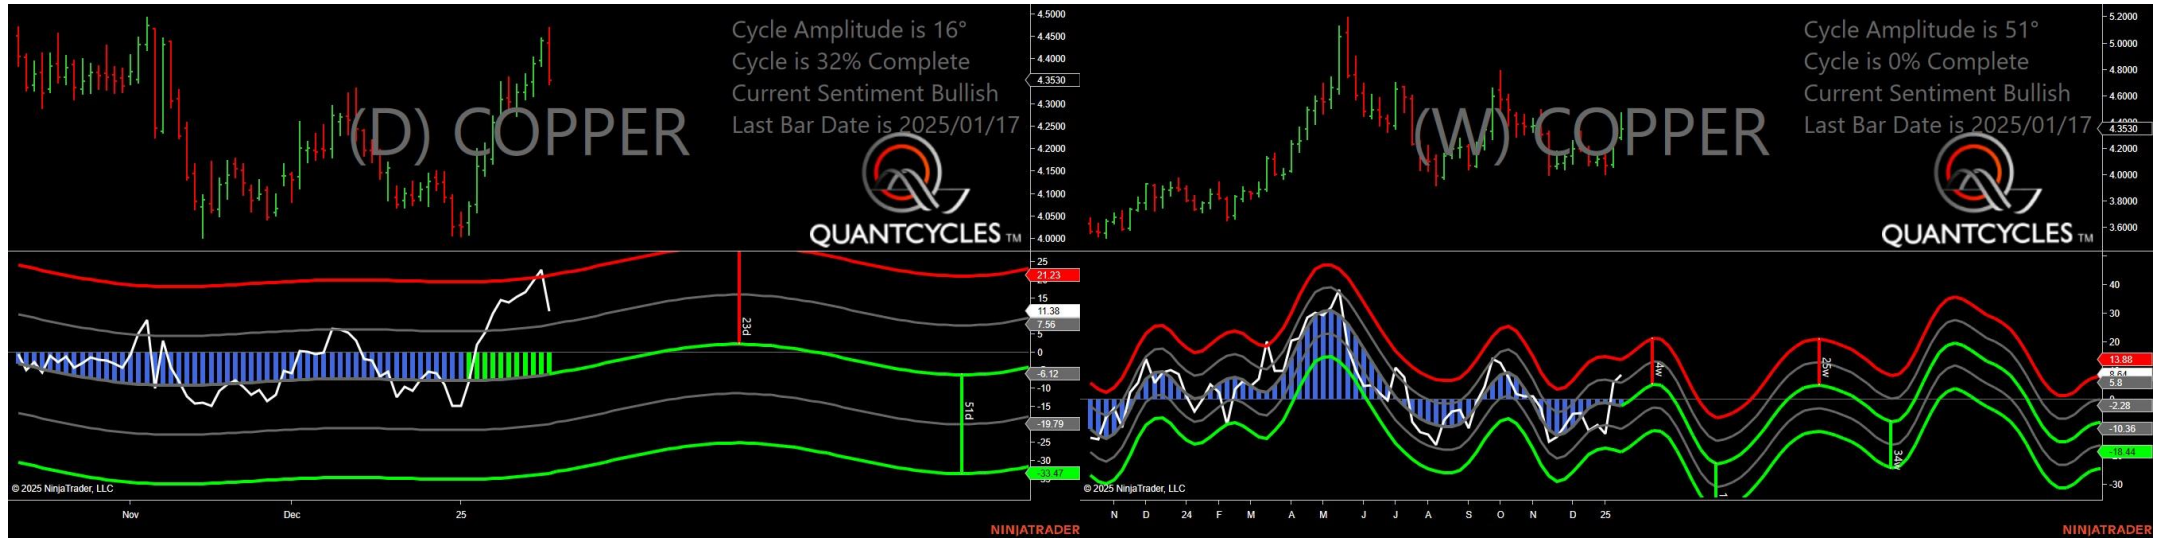 Cycle Amplitude is 16°
Cycle is 32% Complete
Current Sentiment Bullish
Last Bar Date is 2025/01/17
(D) COPPER
QUANTCYCLES TM
4.5000
4.4500
4.4000
4.3530
4.3000
4.2500
4.2000
4.1500
4.1000
4.0500
4.0000
25
21.23
15
11.38
7.56
5
0
-6.12
-10
-15
-19.79
-25
-30
-33.47
23d
51d
© 2025 NinjaTrader, LLC
Nov
Dec
25
NINJATRADER
Cycle Amplitude is 51°
Cycle is 0% Complete
Current Sentiment Bullish
Last Bar Date is 2025/01/17
(W) COPPER
QUANTCYCLES TM
5.2000
5.0000
4.8000
4.6000
4.3530
4.2000
4.0000
3.8000
3.6000
40
30
20
13.88
8.64
5.8
-2.28
-10.36
-18.44
-30
4w
25w
34w
1
© 2025 NinjaTrader, LLC
N D 24 F M A M J J A S O N D 25
NINJATRADER